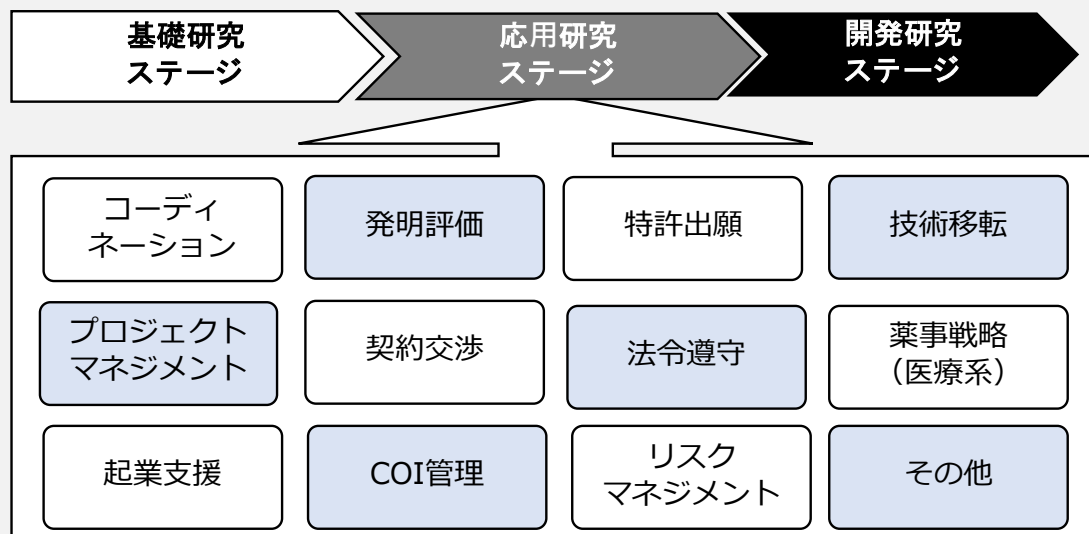 基礎研究
ステージ
応用研究
ステージ
開発研究
ステージ
コーディ
ネーション
発明評価
特許出願
技術移転
プロジェクト
マネジメント
契約交渉
法令遵守
薬事戦略
（医療系）
起業支援
COI管理
リスク
マネジメント
その他